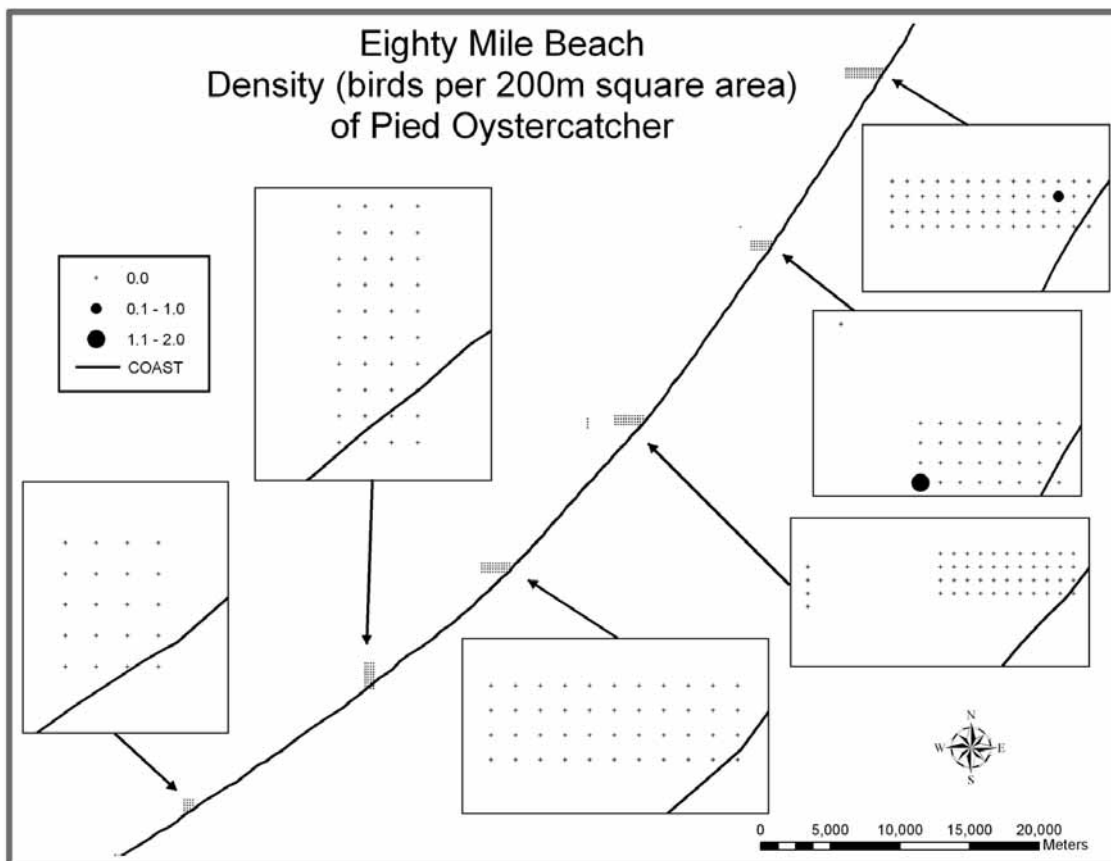 Eighty Mile Beach
Density (birds per 200m square area)
of Pied Oystercatcher
0.0
0.1 - 1.0
1.1 - 2.0
COAST
N
W E
S
0 5,000 10,000 15,000 20,000
Meters